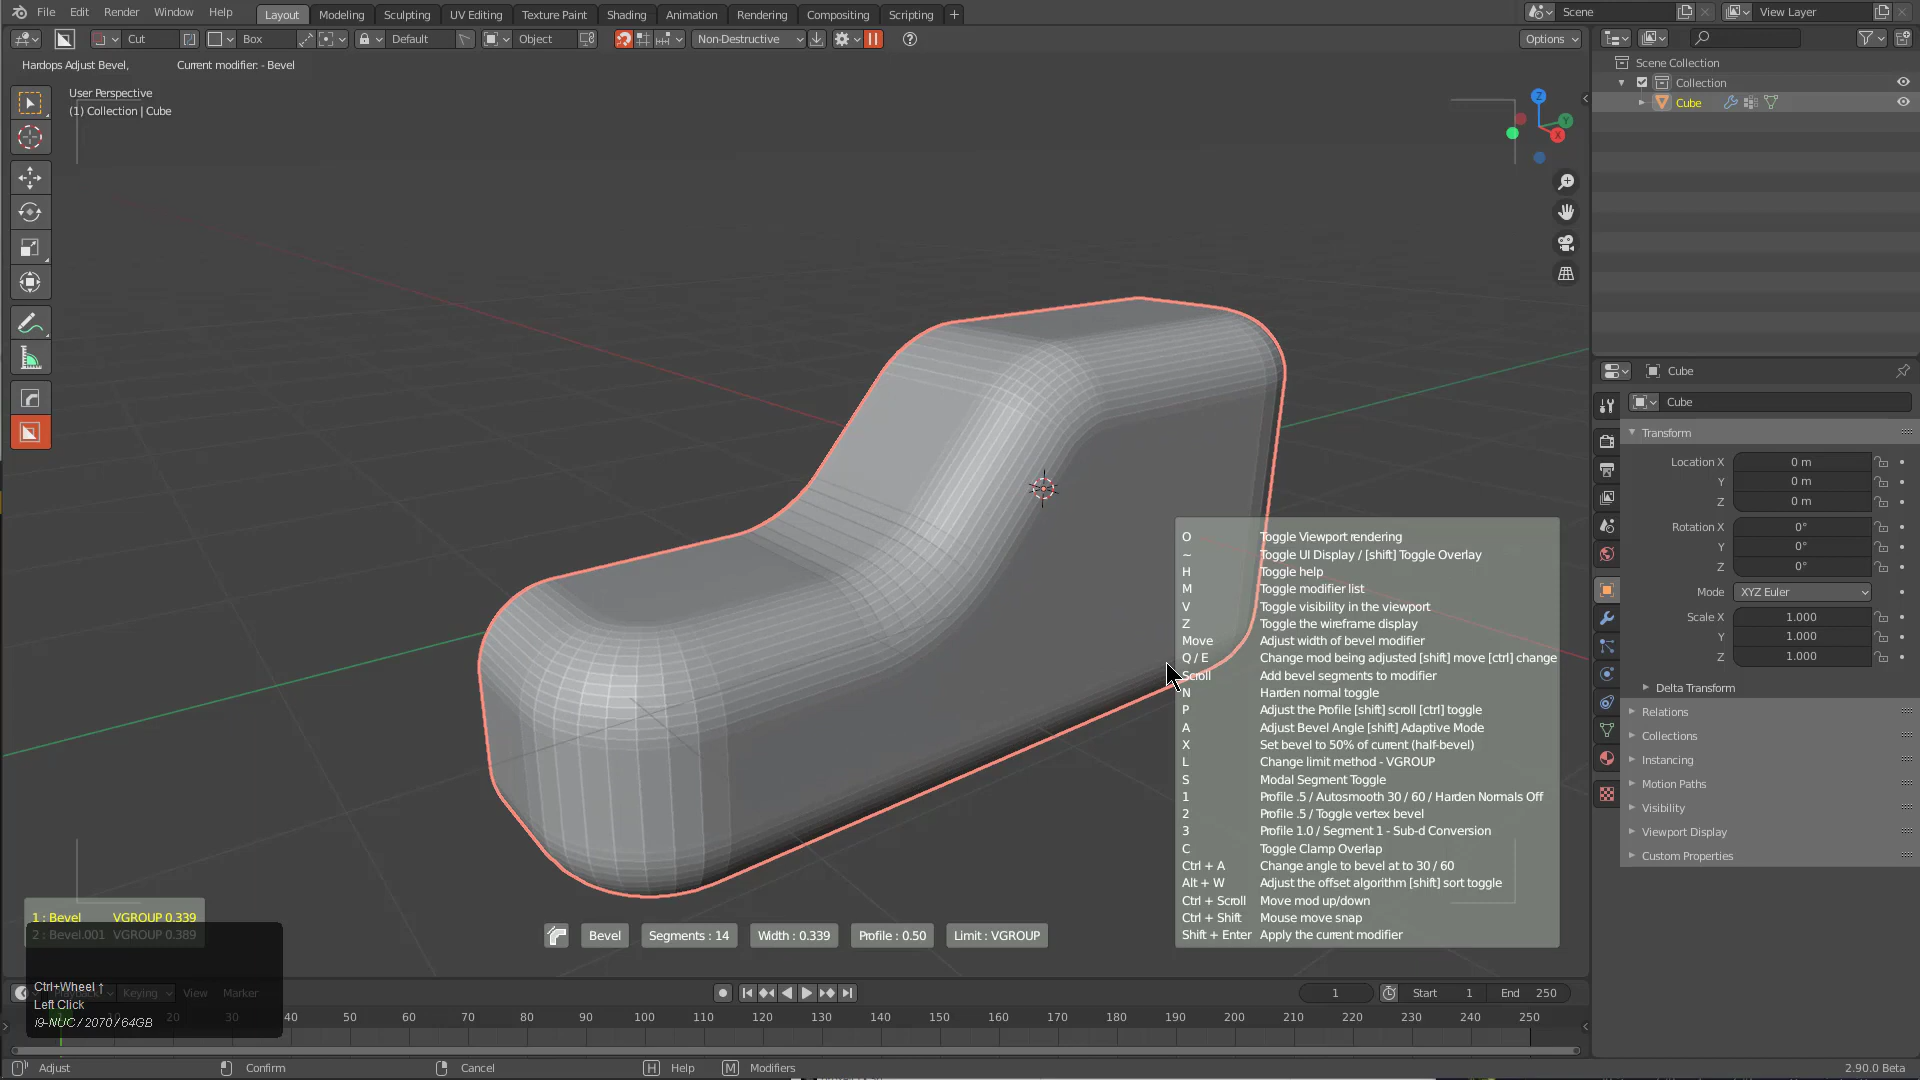 File Edit Render Window Help Layout Modeling Sculpting UV Editing Texture Paint Shading Animation Rendering Compositing Scripting + Scene View Layer
Cut Box Default Object Non-Destructive Options
Hardops Adjust Bevel, Current modifier: - Bevel
User Perspective
(1) Collection | Cube
Z
Y
X
Scene Collection
Collection
Cube
Cube
Cube
Transform
Location X 0 m
Y 0 m
Z 0 m
Rotation X 0°
Y 0°
Z 0°
Mode XYZ Euler
Scale X 1.000
Y 1.000
Z 1.000
Delta Transform
Relations
Collections
Instancing
Motion Paths
Visibility
Viewport Display
Custom Properties
O Toggle Viewport rendering
~ Toggle UI Display / [shift] Toggle Overlay
H Toggle help
M Toggle modifier list
V Toggle visibility in the viewport
Z Toggle the wireframe display
Move Adjust width of bevel modifier
Q / E Change mod being adjusted [shift] move [ctrl] change
Scroll Add bevel segments to modifier
N Harden normal toggle
P Adjust the Profile [shift] scroll [ctrl] toggle
A Adjust Bevel Angle [shift] Adaptive Mode
X Set bevel to 50% of current (half-bevel)
L Change limit method - VGROUP
S Modal Segment Toggle
1 Profile .5 / Autosmooth 30 / 60 / Harden Normals Off
2 Profile .5 / Toggle vertex bevel
3 Profile 1.0 / Segment 1 - Sub-d Conversion
C Toggle Clamp Overlap
Ctrl + A Change angle to bevel at to 30 / 60
Alt + W Adjust the offset algorithm [shift] sort toggle
Ctrl + Scroll Move mod up/down
Ctrl + Shift Mouse move snap
Shift + Enter Apply the current modifier
1 : Bevel VGROUP 0.339
2 : Bevel.001 VGROUP 0.389
Bevel Segments : 14 Width : 0.339 Profile : 0.50 Limit : VGROUP
Ctrl+Wheel ↑
Left Click
i9-NUC / 2070 / 64GB
Playback Keying View Marker 1 Start 1 End 250
1 10 20 30 40 50 60 70 80 90 100 110 120 130 140 150 160 170 180 190 200 210 220 230 240 250
Adjust Confirm Cancel H Help M Modifiers 2.90.0 Beta